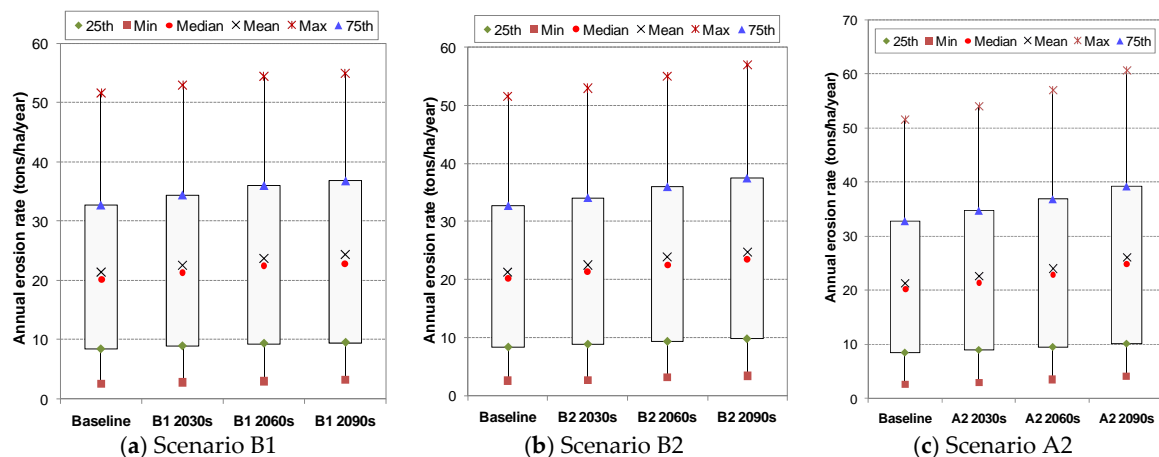 25th Min Median Mean Max 75th
Annual erosion rate (tons/ha/year)
60
50
40
30
20
10
0
Baseline B1 2030s B1 2060s B1 2090s
(a) Scenario B1
25th Min Median Mean Max 75th
Annual erosion rate (tons/ha/year)
60
50
40
30
20
10
0
Baseline B2 2030s B2 2060s B2 2090s
(b) Scenario B2
25th Min Median Mean Max 75th
Annual erosion rate (tons/ha/year)
70
60
50
40
30
20
10
0
Baseline A2 2030s A2 2060s A2 2090s
(c) Scenario A2